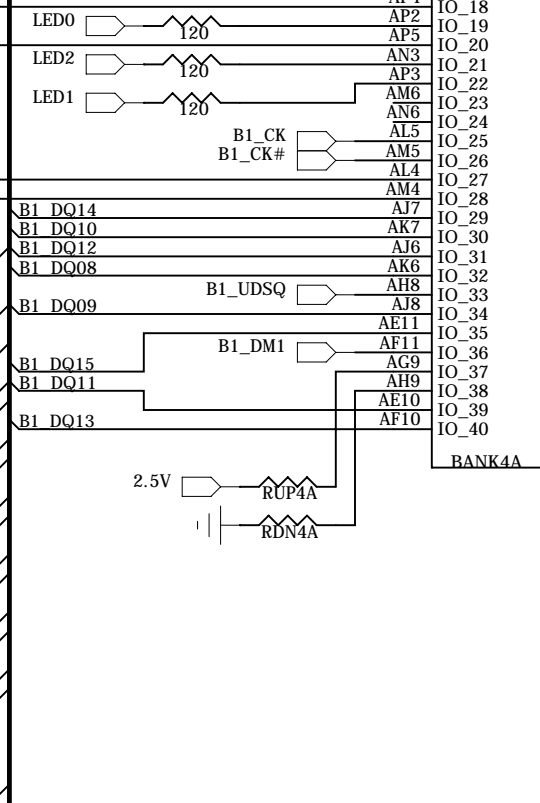 IO_18
LED0 120 AP2 IO_19
AP5 IO_20
LED2 120 AN3 IO_21
AP3 IO_22
LED1 120 AM6 IO_23
AN6 IO_24
B1_CK AL5 IO_25
B1_CK# AM5 IO_26
AL4 IO_27
AM4 IO_28
B1_DQ14 AJ7 IO_29
B1_DQ10 AK7 IO_30
B1_DQ12 AJ6 IO_31
B1_DQ08 AK6 IO_32
B1_UDSQ AH8 IO_33
B1_DQ09 AJ8 IO_34
AE11 IO_35
B1_DM1 AF11 IO_36
B1_DQ15 AG9 IO_37
B1_DQ11 AH9 IO_38
AE10 IO_39
B1_DQ13 AF10 IO_40
BANK4A
2.5V RUP4A
RDN4A